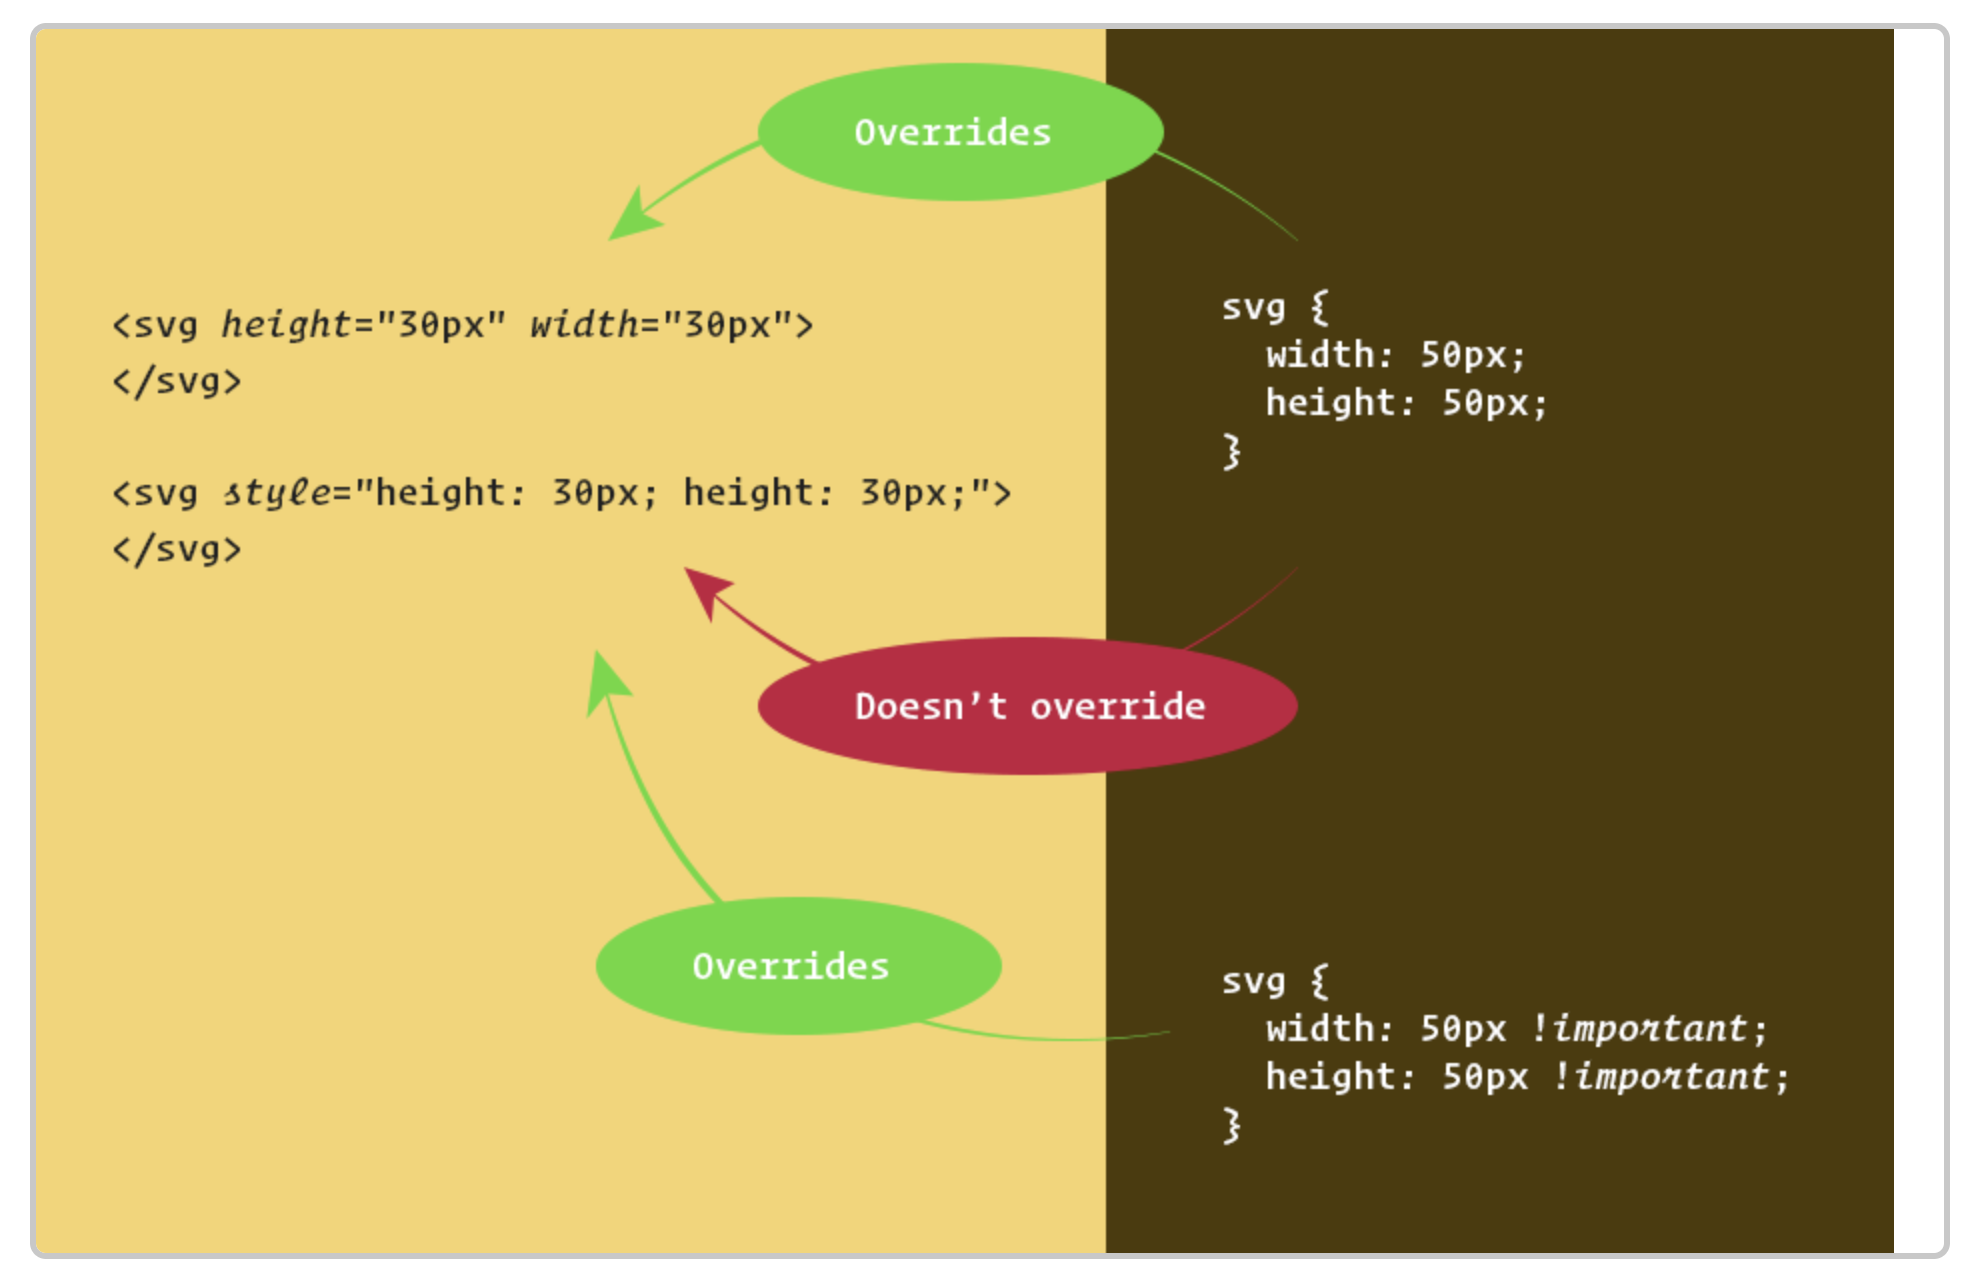 Overrides
<svg height="30px" width="30px">
</svg>
<svg style="height: 30px; height: 30px;">
</svg>
svg {
  width: 50px;
  height: 50px;
}
Doesn’t override
Overrides
svg {
  width: 50px !important;
  height: 50px !important;
}